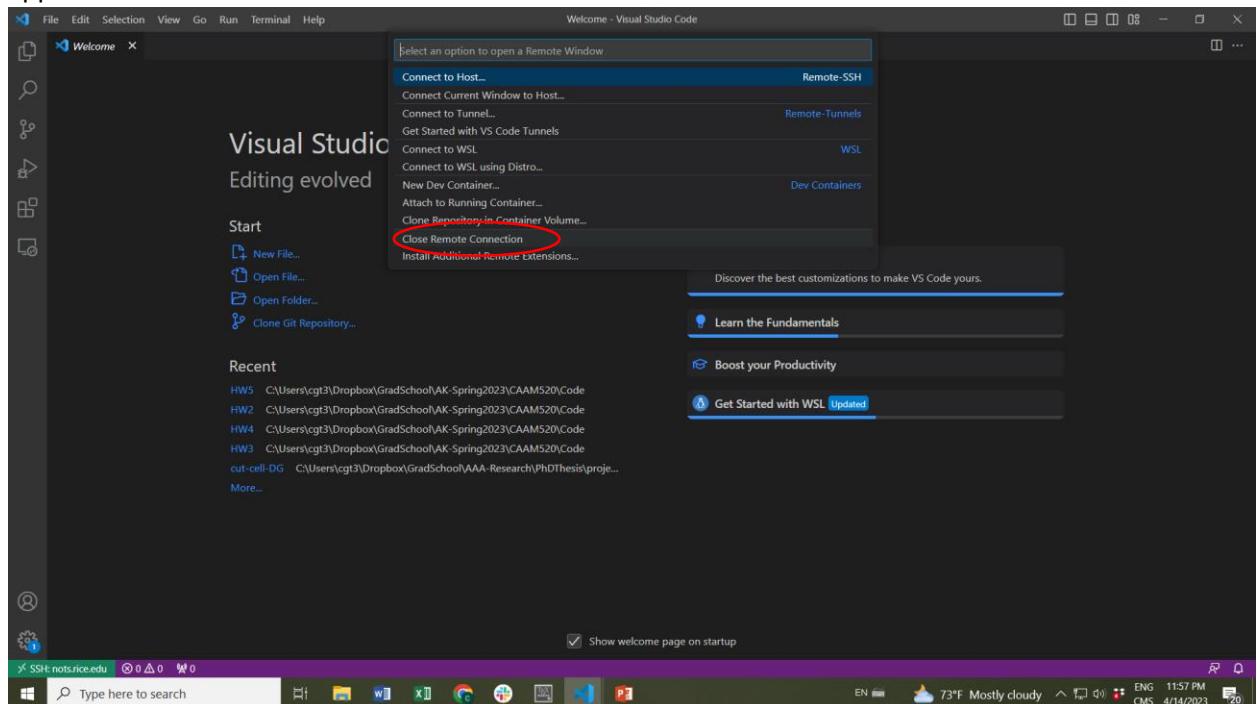 File Edit Selection View Go Run Terminal Help
Welcome - Visual Studio Code
Welcome
Select an option to open a Remote Window
Connect to Host... Remote-SSH
Connect Current Window to Host...
Connect to Tunnel... Remote-Tunnels
Get Started with VS Code Tunnels
Connect to WSL WSL
Connect to WSL using Distro...
New Dev Container... Dev Containers
Attach to Running Container...
Clone Repository in Container Volume...
Close Remote Connection
Install Additional Remote Extensions...
Visual Studio
Editing evolved
Start
New File...
Open File...
Open Folder...
Clone Git Repository...
Recent
HW5 C:\Users\cgt3\Dropbox\GradSchool\AK-Spring2023\CAAM520\Code
HW2 C:\Users\cgt3\Dropbox\GradSchool\AK-Spring2023\CAAM520\Code
HW4 C:\Users\cgt3\Dropbox\GradSchool\AK-Spring2023\CAAM520\Code
HW3 C:\Users\cgt3\Dropbox\GradSchool\AK-Spring2023\CAAM520\Code
cut-cell-DG C:\Users\cgt3\Dropbox\GradSchool\AAA-Research\PhDThesis\proje...
More...
Discover the best customizations to make VS Code yours.
Learn the Fundamentals
Boost your Productivity
Get Started with WSL Updated
Show welcome page on startup
1
SSH: nots.rice.edu 0 0 0
Type here to search
EN
73°F Mostly cloudy
ENG 11:57 PM
CMS 4/14/2023
20